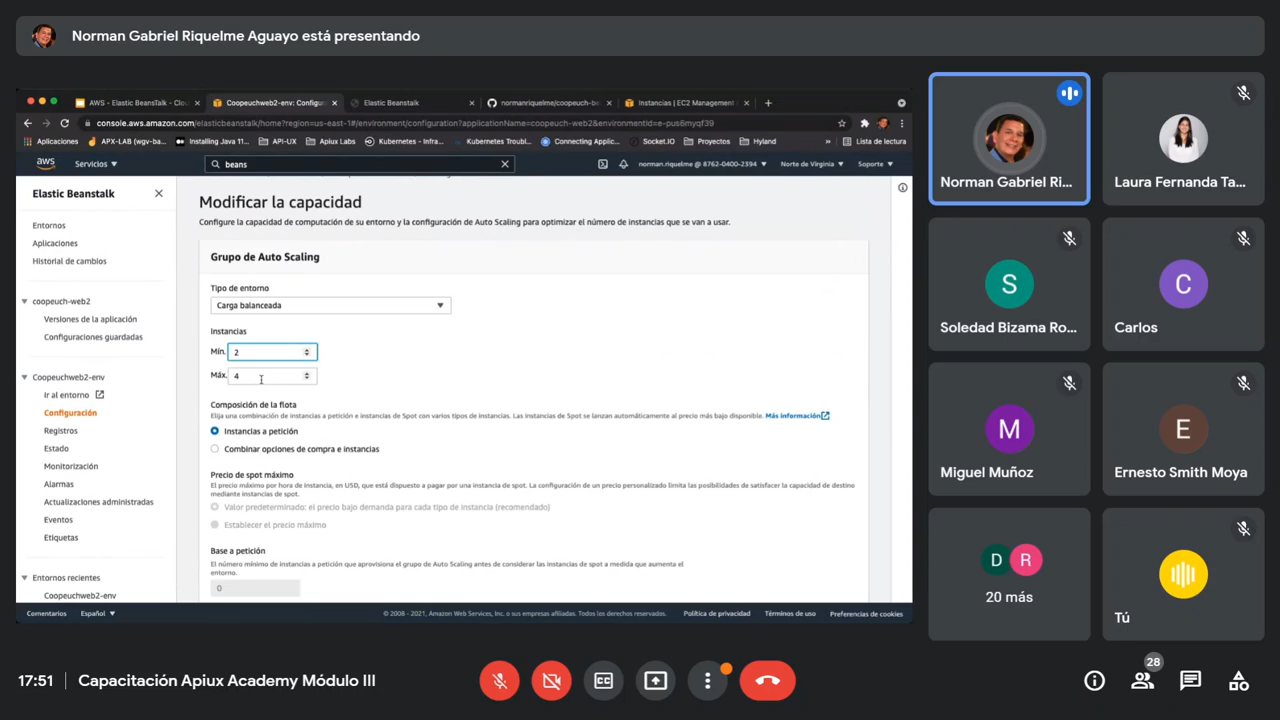 Norman Gabriel Riquelme Aguayo está presentando
AWS - Elastic BeansTalk - Clou
Coopeuchweb2-env: Configur
Elastic Beanstalk
normanriquelme/coopeuch-be
Instancias | EC2 Management
console.aws.amazon.com/elasticbeanstalk/home?region=us-east-1#/environment/configuration?applicationName=coopeuch-web2&environmentId=e-pus6myqf39
Aplicaciones
APX-LAB (wgv-ba...
Installing Java 11...
API-UX
Apiux Labs
Kubernetes - Infra...
Kubernetes Troubl...
Connecting Applic...
Socket.IO
Proyectos
Hyland
»
Lista de lectura
aws
Servicios
beans
norman.riquelme @ 8762-0400-2394
Norte de Virginia
Soporte
Elastic Beanstalk
Entornos
Aplicaciones
Historial de cambios
coopeuch-web2
Versiones de la aplicación
Configuraciones guardadas
Coopeuchweb2-env
Ir al entorno
Configuración
Registros
Estado
Monitorización
Alarmas
Actualizaciones administradas
Eventos
Etiquetas
Entornos recientes
Coopeuchweb2-env
Modificar la capacidad
Configure la capacidad de computación de su entorno y la configuración de Auto Scaling para optimizar el número de instancias que se van a usar.
Grupo de Auto Scaling
Tipo de entorno
Carga balanceada
Instancias
Mín. 2
Máx. 4
Composición de la flota
Elija una combinación de instancias a petición e instancias de Spot con varios tipos de instancias. Las instancias de Spot se lanzan automáticamente al precio más bajo disponible. Más información
Instancias a petición
Combinar opciones de compra e instancias
Precio de spot máximo
El precio máximo por hora de instancia, en USD, que está dispuesto a pagar por una instancia de spot. La configuración de un precio personalizado limita las posibilidades de satisfacer la capacidad de destino
mediante instancias de spot.
Valor predeterminado: el precio bajo demanda para cada tipo de instancia (recomendado)
Establecer el precio máximo
Base a petición
El número mínimo de instancias a petición que aprovisiona el grupo de Auto Scaling antes de considerar las instancias de spot a medida que aumenta el
entorno.
0
Comentarios
Español
© 2008 - 2021, Amazon Web Services, Inc. o sus empresas afiliadas. Todos los derechos reservados.
Política de privacidad
Términos de uso
Preferencias de cookies
Norman Gabriel Ri...
Laura Fernanda Ta...
S
Soledad Bizama Ro...
C
Carlos
M
Miguel Muñoz
E
Ernesto Smith Moya
D
R
20 más
Tú
17:51
Capacitación Apiux Academy Módulo III
28